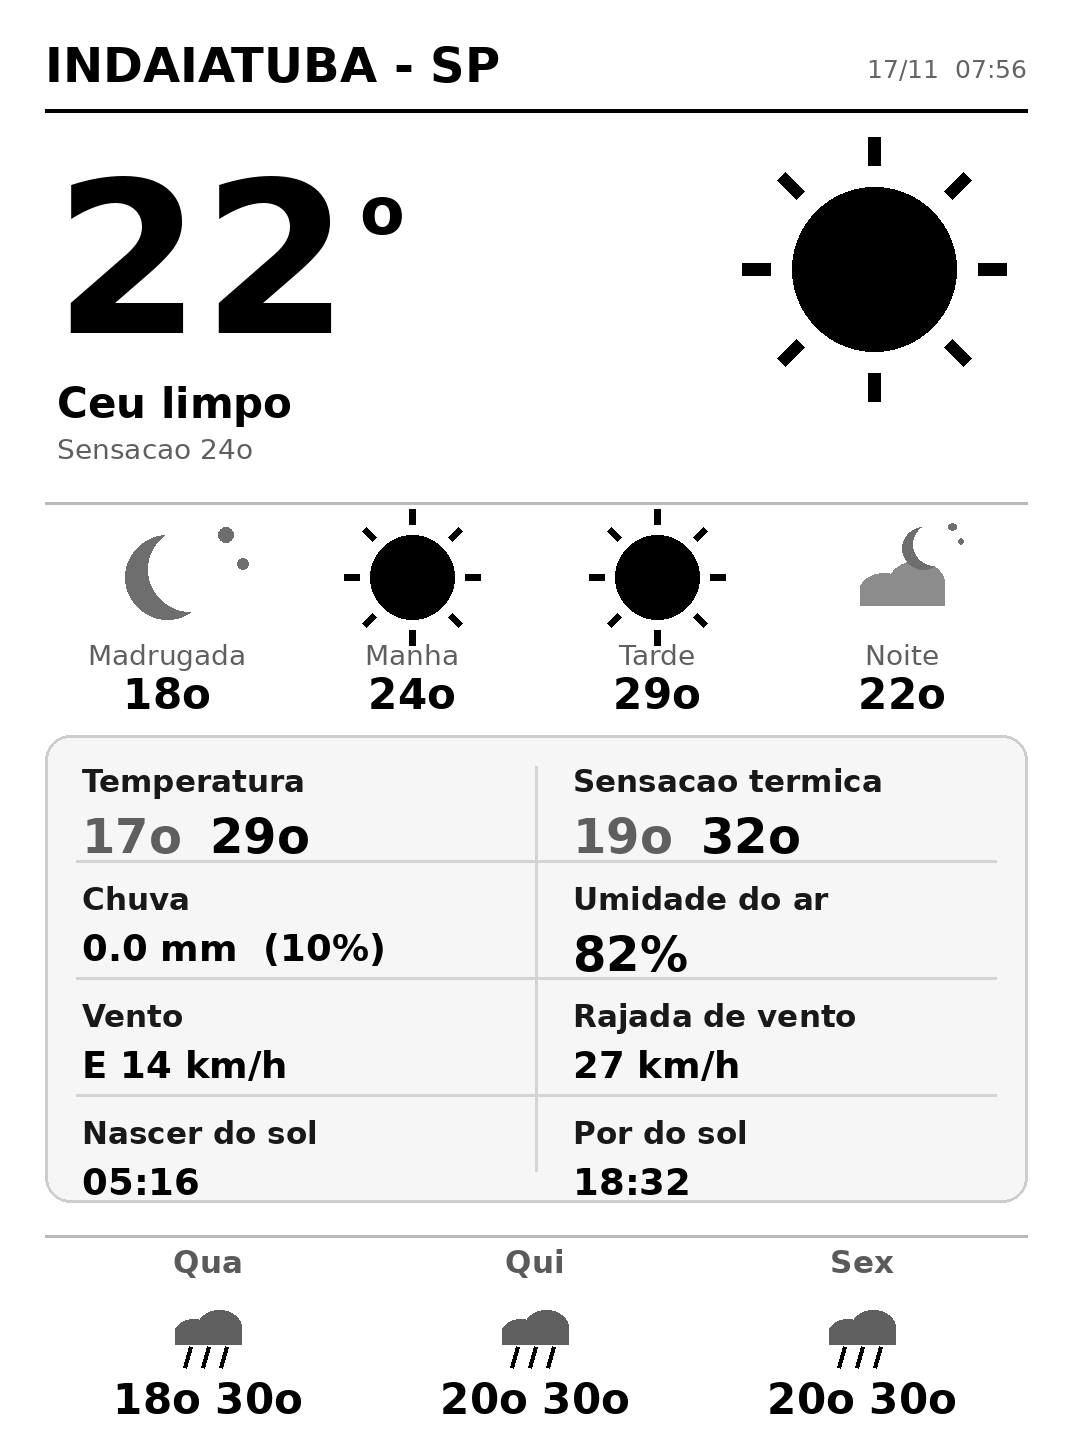 INDAIATUBA - SP
17/11 07:56
22o
Ceu limpo
Sensacao 24o
Madrugada Manha Tarde Noite
18o 24o 29o 22o
Temperatura Sensacao termica
17o 29o 19o 32o
Chuva Umidade do ar
0.0 mm (10%) 82%
Vento Rajada de vento
E 14 km/h 27 km/h
Nascer do sol Por do sol
05:16 18:32
Qua Qui Sex
18o 30o 20o 30o 20o 30o